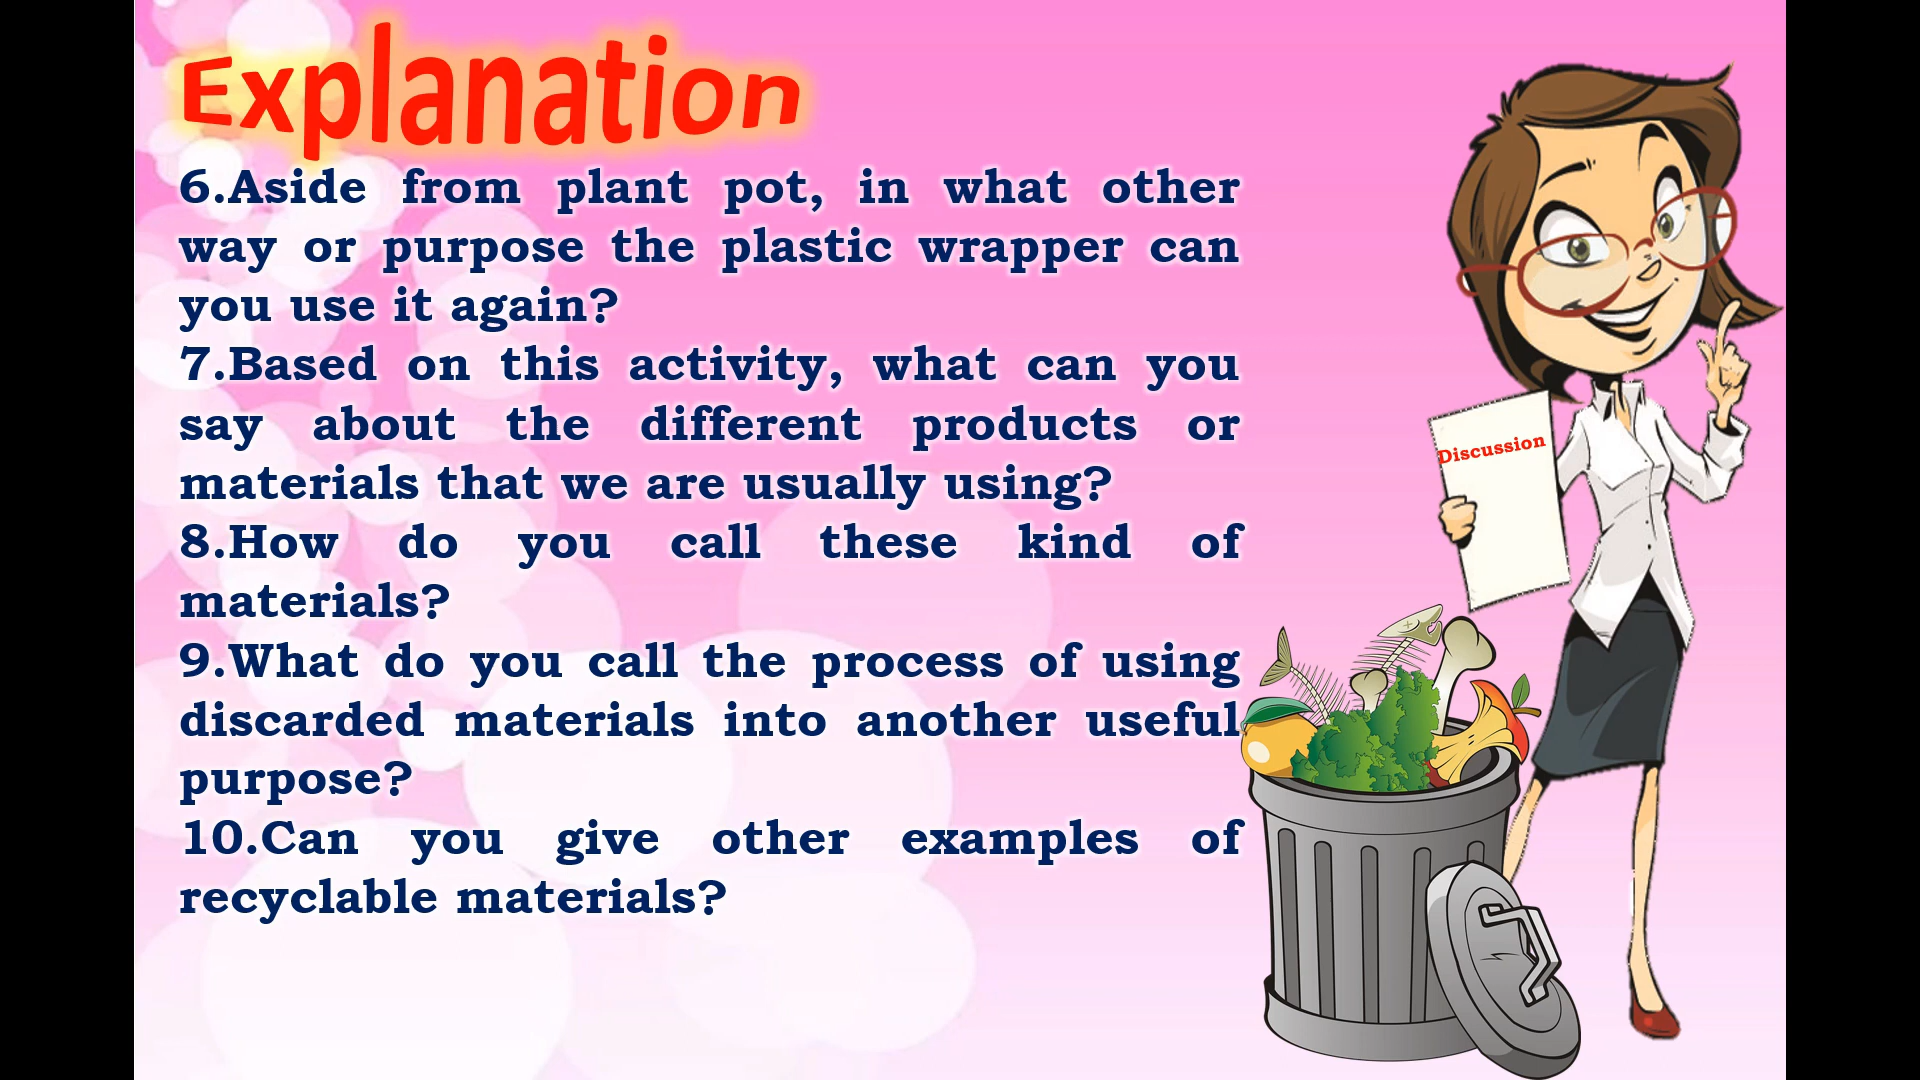 Explanation
6.Aside from plant pot, in what other
way or purpose the plastic wrapper can
you use it again?
7.Based on this activity, what can you
say about the different products or
materials that we are usually using?
8.How do you call these kind of
materials?
9.What do you call the process of using
discarded materials into another useful
purpose?
10.Can you give other examples of
recyclable materials?
Discussion